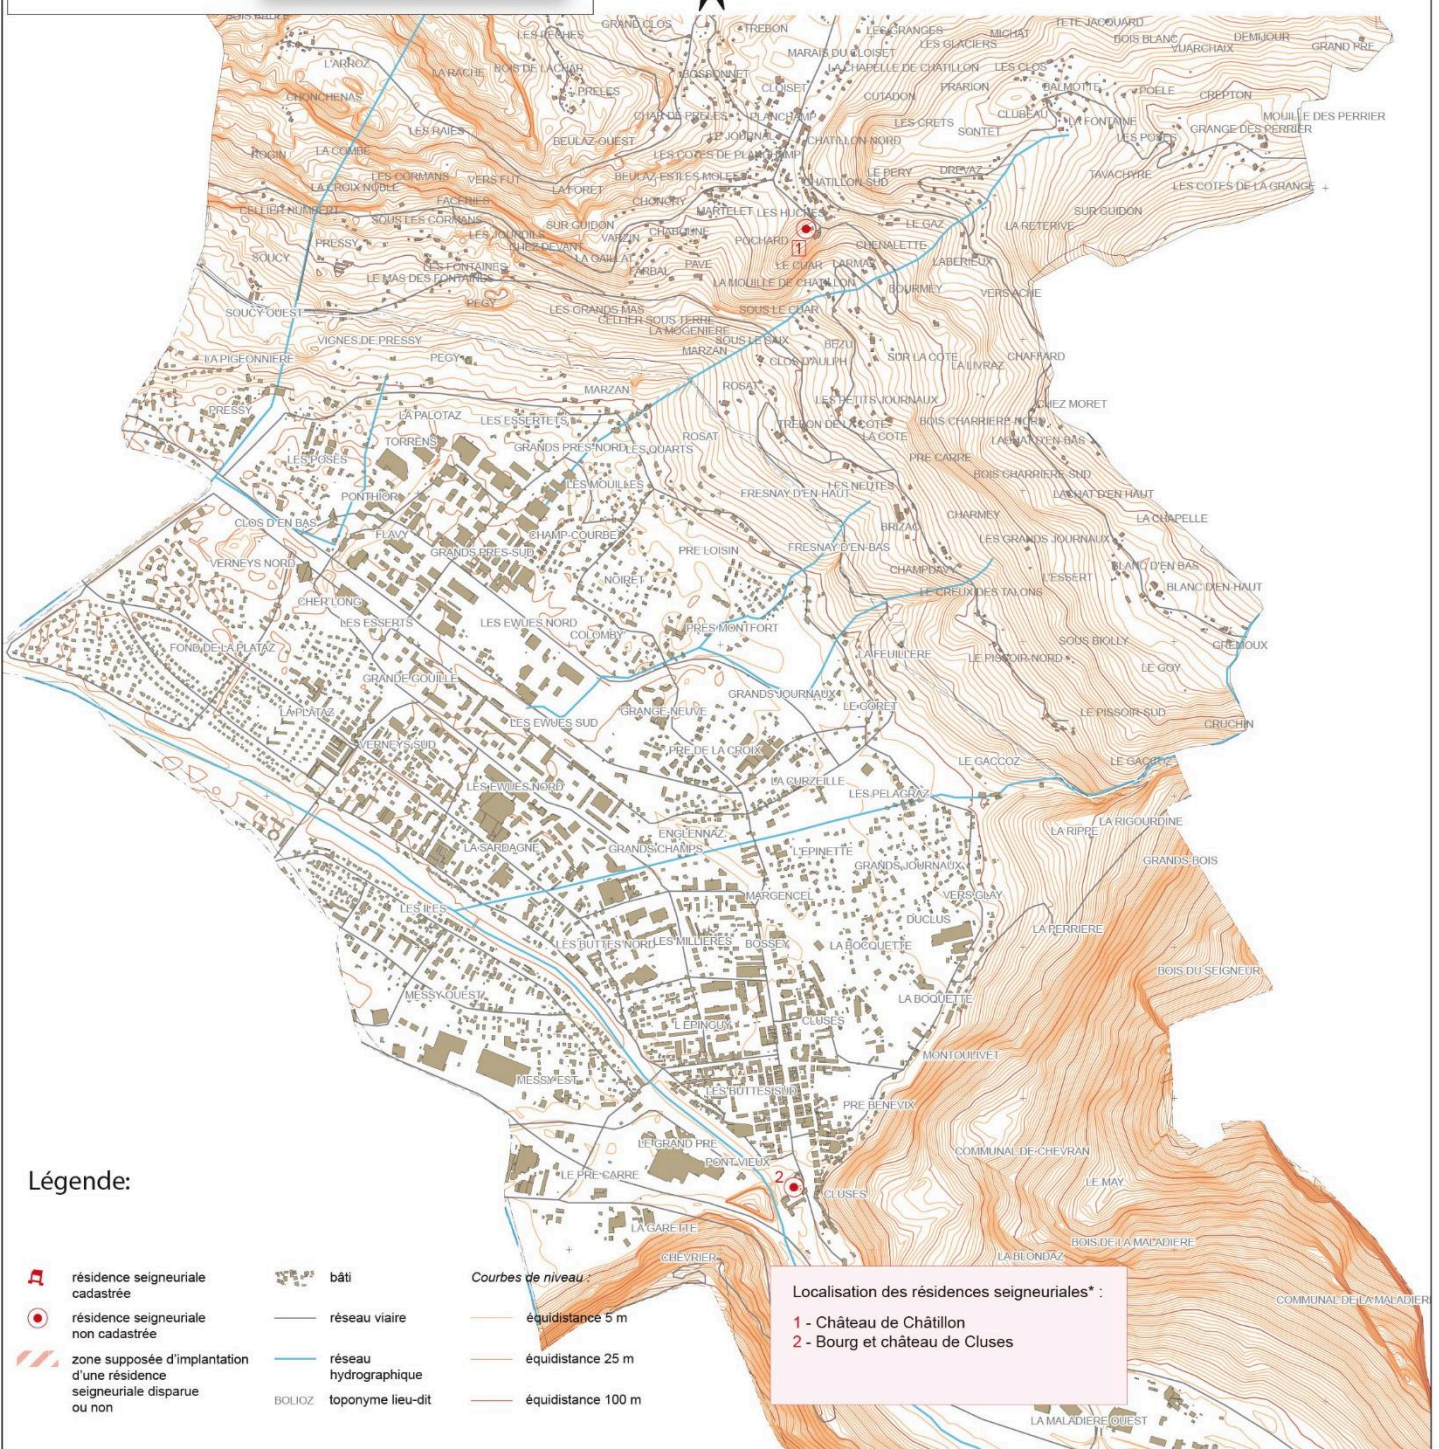 GRAND CLOS
TREBON
LES GRANGES
MICHAT
TETE JACQUARD
LES PECHES
MARAIS DU CLOISET
LES GLACIERS
BOIS BLANC
VUARCHAIX
DEMIJOUR
GRAND PRE
L'ARROZ
LA RACHE
BOIS DE LACHAR
BOSSONNET
LA CHAPELLE DE CHATILLON
LES CLOS
CHONCHENAS
PRELES
CLOISET
CUTADON
PRARION
BALMOTTE
POELE
CREPTON
CHAR DE PRELES
PLANCHAMP
LES CRETS
CLUBEAU
LA FONTAINE
MOUILLE DES PERRIER
LES RAIES
BEULAZ-OUEST
LE JOURNAL
CHATILLON-NORD
SONTET
LES POSES
GRANGE DES PERRIER
ROGIN
LA COMBE
LES COTES DE PLANCHAMP
LES CORMANS
VERS FUT
BEULAZ-EST
LES MOLEES
LE PERY
DREVAZ
TAVACHYRE
LA CROIX NOBLE
LA FORET
CHATILLON-SUD
LES COTES DE LA GRANGE
CELLIER HUMBERT
FACERIES
CHONCRY
MARTELET
LES HUCHES
SOUS LES CORMANS
SUR GUIDON
LE GAZ
LA RETERIVE
SUR GUIDON
PRESSY
LES JOURDILS
VARZIN
CHABOUNE
POCHARD
1
CHENALETTE
CHEZ DEVANT
SOUCY
LES FONTAINES
LA GAILLAT
FARBAL
PAVE
LE CUAR
LARMAZ
LABERIEUX
LE MAS DES FONTAINES
LA MOUILLE DE CHATILLON
BOURMEY
VERS ACHE
PEGY
SOUCY OUEST
LES GRANDS MAS
CELLIER SOUS TERRE
SOUS LE CUAR
LA MOGENIERE
VIGNES DE PRESSY
SOUS LE SAIX
BEZU
LA PIGEONNIERE
PEGY
MARZAN
CLOS D'AULPH
SUR LA COTE
CHAFFARD
LA LIVRAZ
MARZAN
ROSAT
LES PETITS JOURNAUX
CHEZ MORET
PRESSY
LA PALOTAZ
LES ESSERTETS
TREBON DE LA COTE
BOIS CHARRIERE-NORD
TORRENS
GRANDS PRES-NORD
LES QUARTS
ROSAT
LA COTE
LACHAT D'EN BAS
LES POSES
PRE CARRE
BOIS CHARRIERE-SUD
PONTHIOR
LES MOUILLES
FRESNAY D'EN HAUT
LES NEUTES
LACHAT D'EN HAUT
CLOS D'EN BAS
FLAVY
CHAMP-COURBE
BRIZAC
CHARMEY
LA CHAPELLE
VERNEYS NORD
GRANDS PRES-SUD
PRE LOISIN
FRESNAY D'EN-BAS
LES GRANDS JOURNAUX
CHAMPDAVY
BLANC D'EN BAS
CHER LONG
NOIRET
LE CREUX DES TALONS
L'ESSERT
BLANC D'EN HAUT
LES ESSERTS
LES EWUES NORD
COLOMBY
PRES MONTFORT
FOND DE LA PLATAZ
LA FEUILLERE
LE PISSOIR-NORD
SOUS BIOLLY
GREMOUX
LE GOY
GRANDE GOUILLE
GRANDS JOURNAUX
LA PLATAZ
LES EWUES SUD
GRANGE-NEUVE
LE GORET
LE PISSOIR-SUD
CRUCHIN
VERNEYS SUD
PRE DE LA CROIX
LE GACCOZ
LE GACCOZ
LES EWUES NORD
LA CURZEILLE
LES PELAGRAZ
LA SARDAGNE
ENGLENNAZ
LA RIPPE
LA RIGOURDINE
GRANDS CHAMPS
L'EPINETTE
GRANDS JOURNAUX
GRANDS-BOIS
LES ILES
MARGENCEL
VERS GLAY
DUCLUS
LA PERRIERE
LES BUTTES NORD
LES MILLIERES
BOSSEY
LA BOCQUETTE
BOIS DU SEIGNEUR
MESSY OUEST
LA BOQUETTE
L EPINGUY
CLUSES
MONTOULIVET
MESSY EST
LES BUTTES SUD
PRE BENEVIX
LE GRAND PRE
COMMUNAL-DE-CHEVRAN
PONT VIEUX
LE PRE CARRE
2
CLUSES
LE MAY
LA GARETTE
CHEVRIER
LA BLONDAZ
BOIS DE LA MALADIERE
COMMUNAL DE LA MALADIERE
LA MALADIERE OUEST
Légende:
résidence seigneuriale
cadastrée
résidence seigneuriale
non cadastrée
zone supposée d'implantation
d'une résidence
seigneuriale disparue
ou non
bâti
réseau viaire
réseau
hydrographique
BOLIOZ toponyme lieu-dit
Courbes de niveau :
équidistance 5 m
équidistance 25 m
équidistance 100 m
Localisation des résidences seigneuriales* :
1 - Château de Châtillon
2 - Bourg et château de Cluses